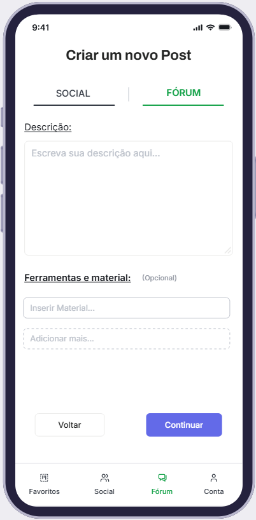 9:41
Criar um novo Post
SOCIAL
FÓRUM
Descrição:
Escreva sua descrição aqui...
Ferramentas e material: (Opcional)
Inserir Material...
Adicionar mais...
Voltar
Continuar
Favoritos
Social
Fórum
Conta